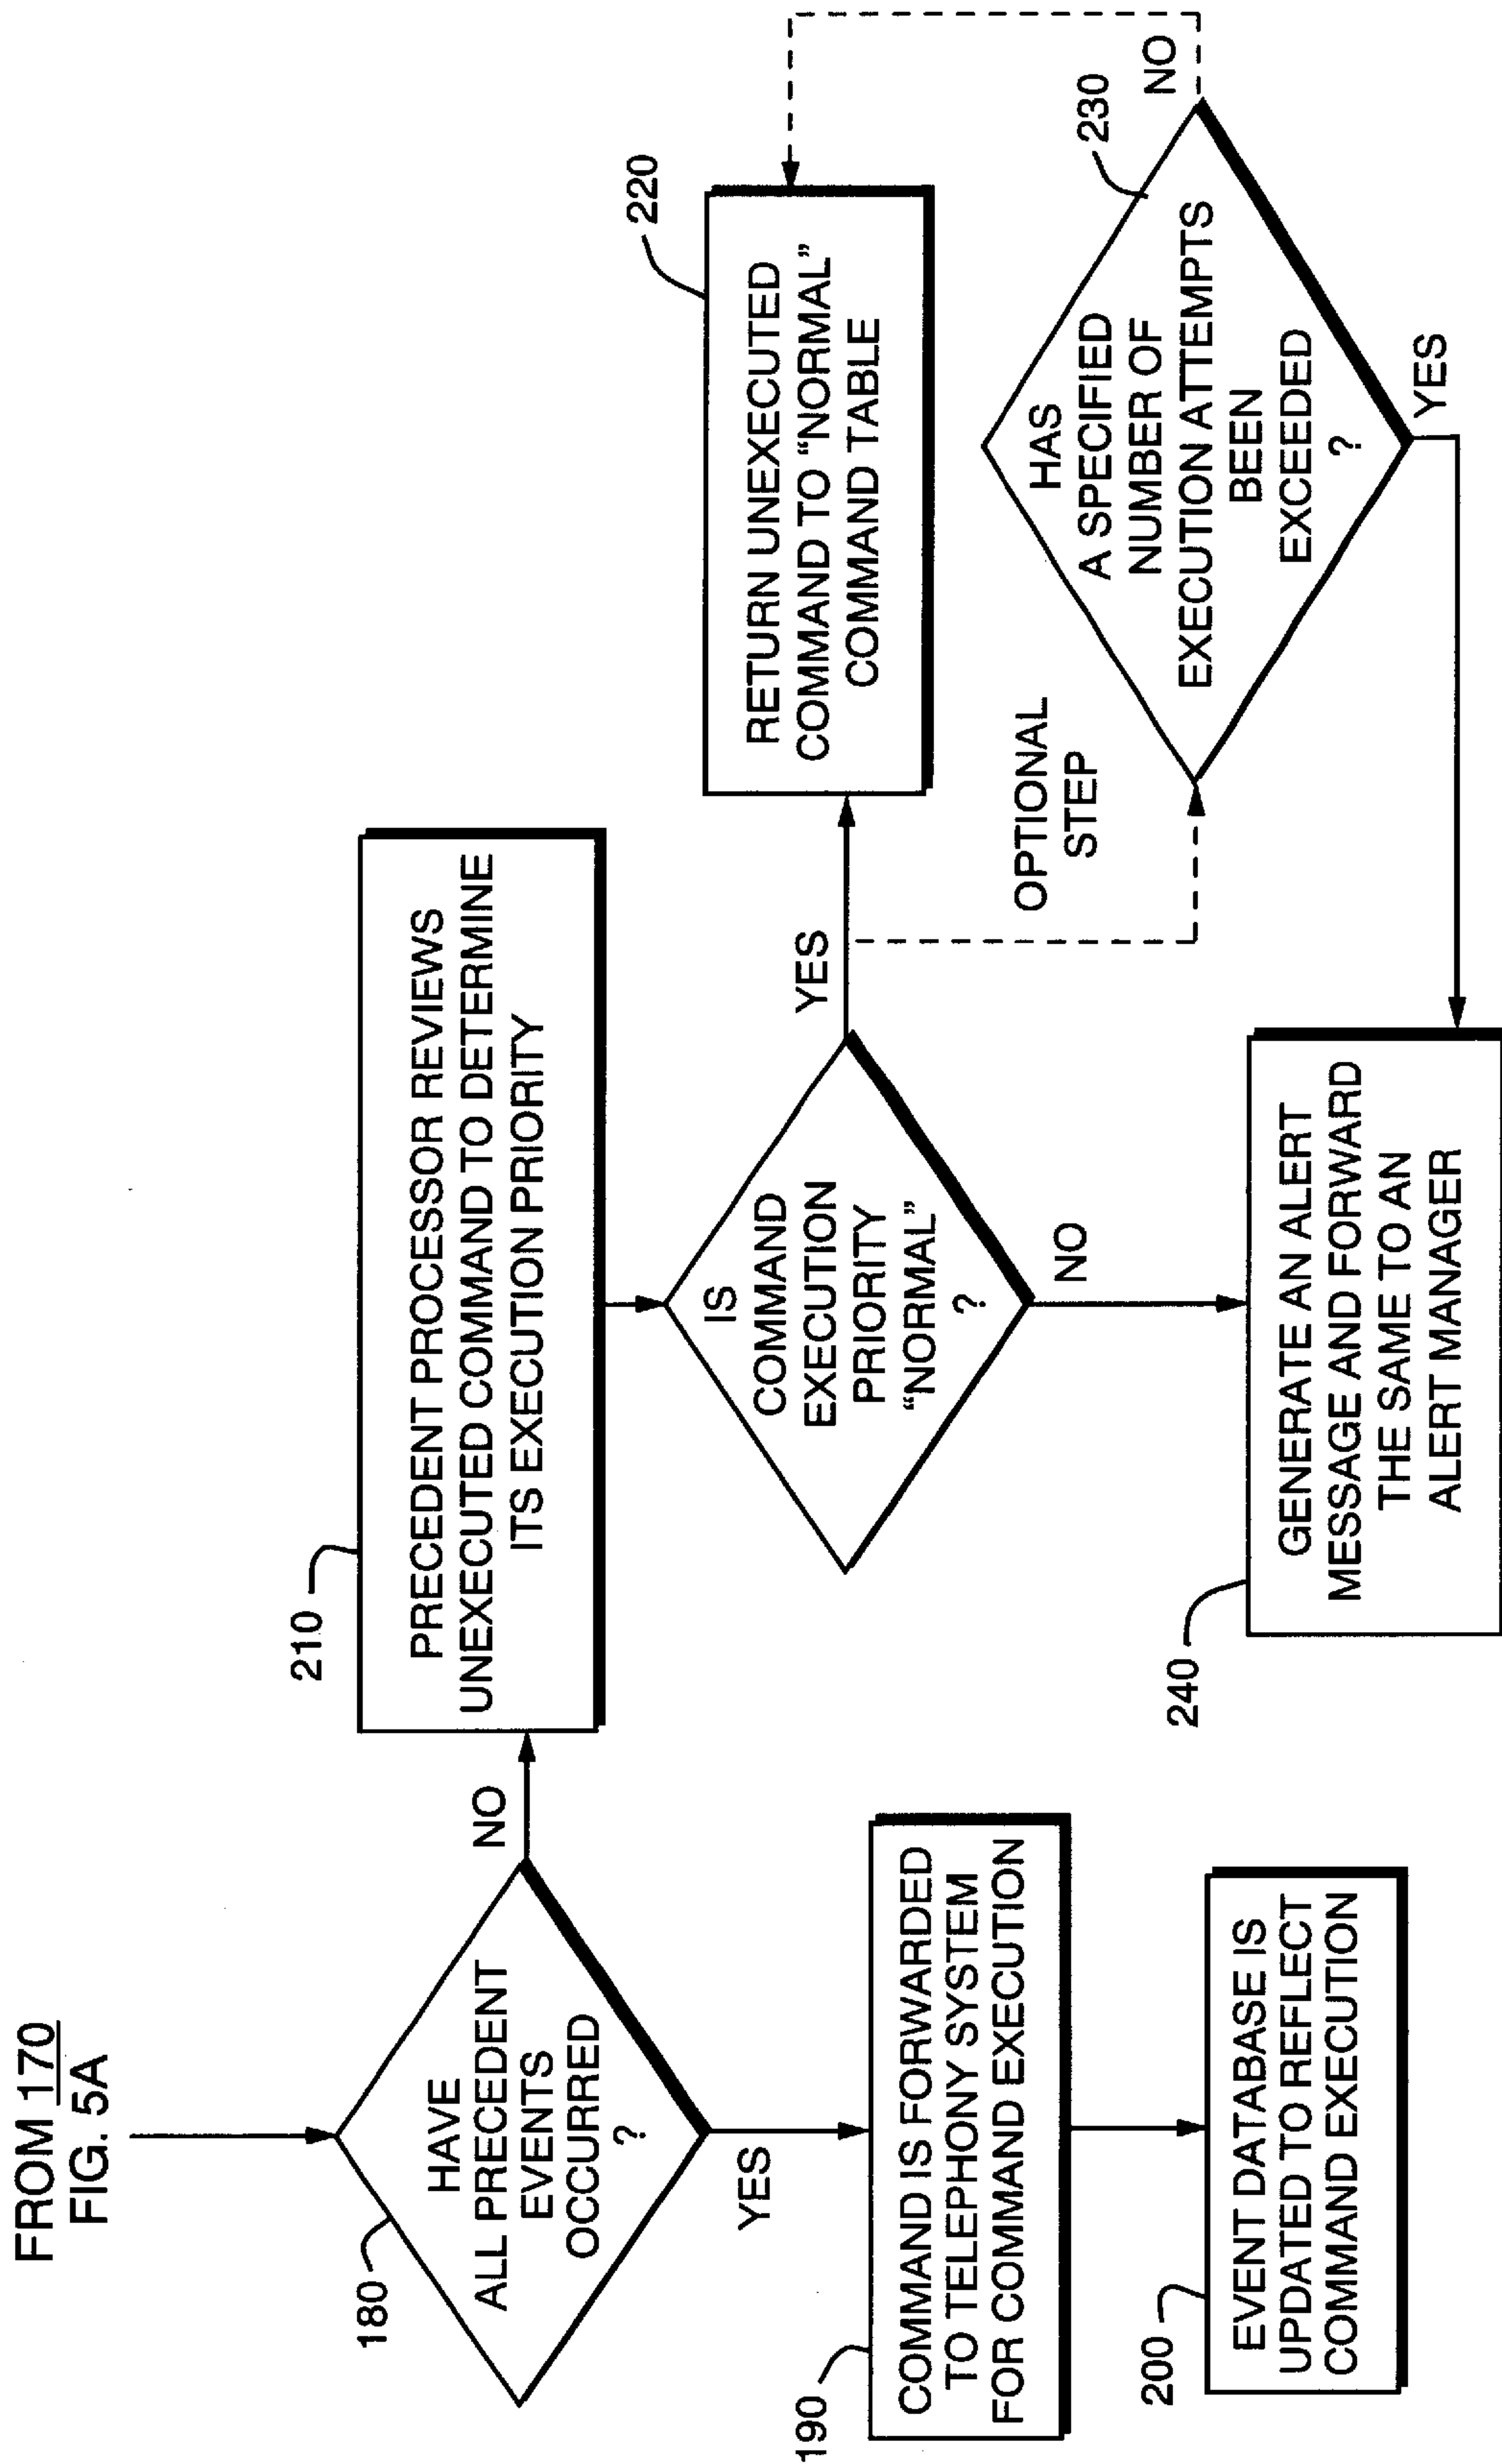 FROM 170
FIG. 5A
180
HAVE
ALL PRECEDENT
EVENTS
OCCURRED
?
NO
YES
190
COMMAND IS FORWARDED
TO TELEPHONY SYSTEM
FOR COMMAND EXECUTION
200
EVENT DATABASE IS
UPDATED TO REFLECT
COMMAND EXECUTION
210
PRECEDENT PROCESSOR REVIEWS
UNEXECUTED COMMAND TO DETERMINE
ITS EXECUTION PRIORITY
IS
COMMAND
EXECUTION
PRIORITY
“NORMAL”
?
YES
NO
220
RETURN UNEXECUTED
COMMAND TO “NORMAL”
COMMAND TABLE
OPTIONAL
STEP
230
HAS
A SPECIFIED
NUMBER OF
EXECUTION ATTEMPTS
BEEN
EXCEEDED
?
NO
YES
240
GENERATE AN ALERT
MESSAGE AND FORWARD
THE SAME TO AN
ALERT MANAGER